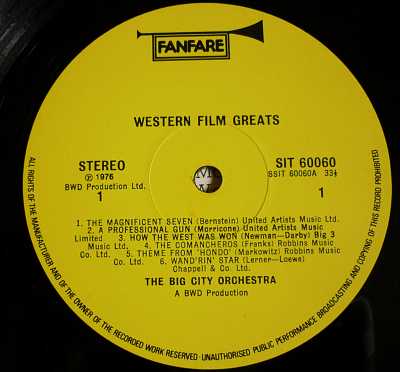 FANFARE
WESTERN FILM GREATS
STEREO
℗ 1976
BWD Production Ltd.
1
SIT 60060
SSIT 60060A 33⅓
1
1. THE MAGNIFICENT SEVEN (Bernstein) United Artists Music Ltd.
2. A PROFESSIONAL GUN (Morricone) United Artists Music
Limited 3. HOW THE WEST WAS WON (Newman-Darby) Big 3
Music Ltd. 4. THE COMANCHEROS (Franks) Robbins Music
Co. Ltd. 5. THEME FROM 'HONDO' (Markowitz) Robbins Music
Co. Ltd. 6. WAND'RIN' STAR (Lerner-Loewe)
Chappell & Co. Ltd.
THE BIG CITY ORCHESTRA
A BWD Production
ALL RIGHTS OF THE MANUFACTURER AND OF THE OWNER OF THE RECORDED WORK RESERVED · UNAUTHORISED PUBLIC PERFORMANCE BROADCASTING AND COPYING OF THIS RECORD PROHIBITED